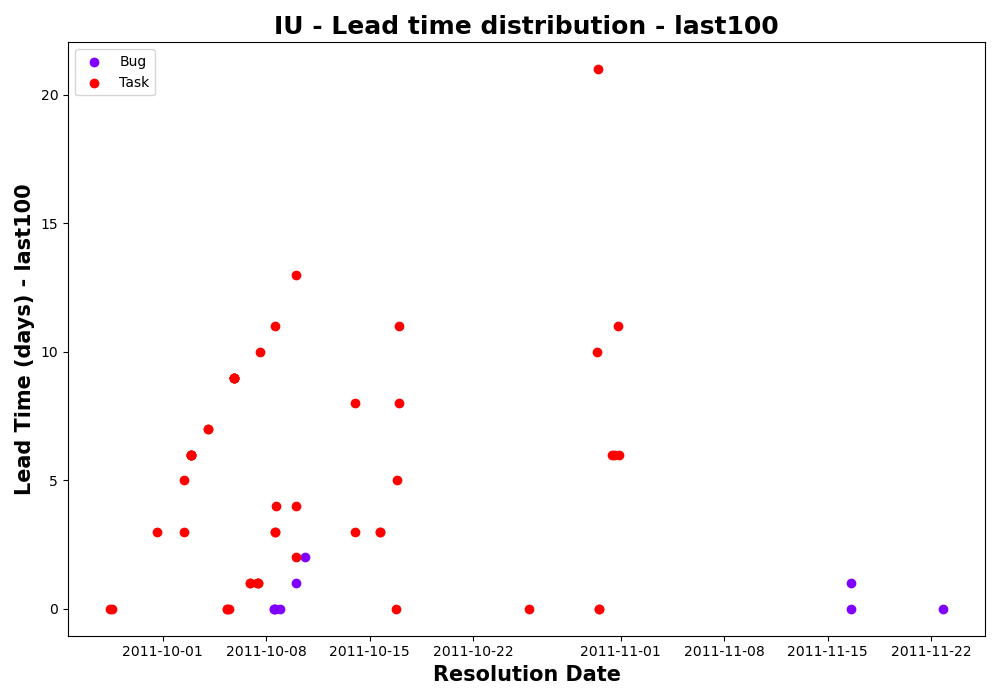 IU - Lead time distribution - last100
Bug
Task
Lead Time (days) - last100
20
15
10
5
0
2011-10-01
2011-10-08
2011-10-15
2011-10-22
2011-11-01
2011-11-08
2011-11-15
2011-11-22
Resolution Date